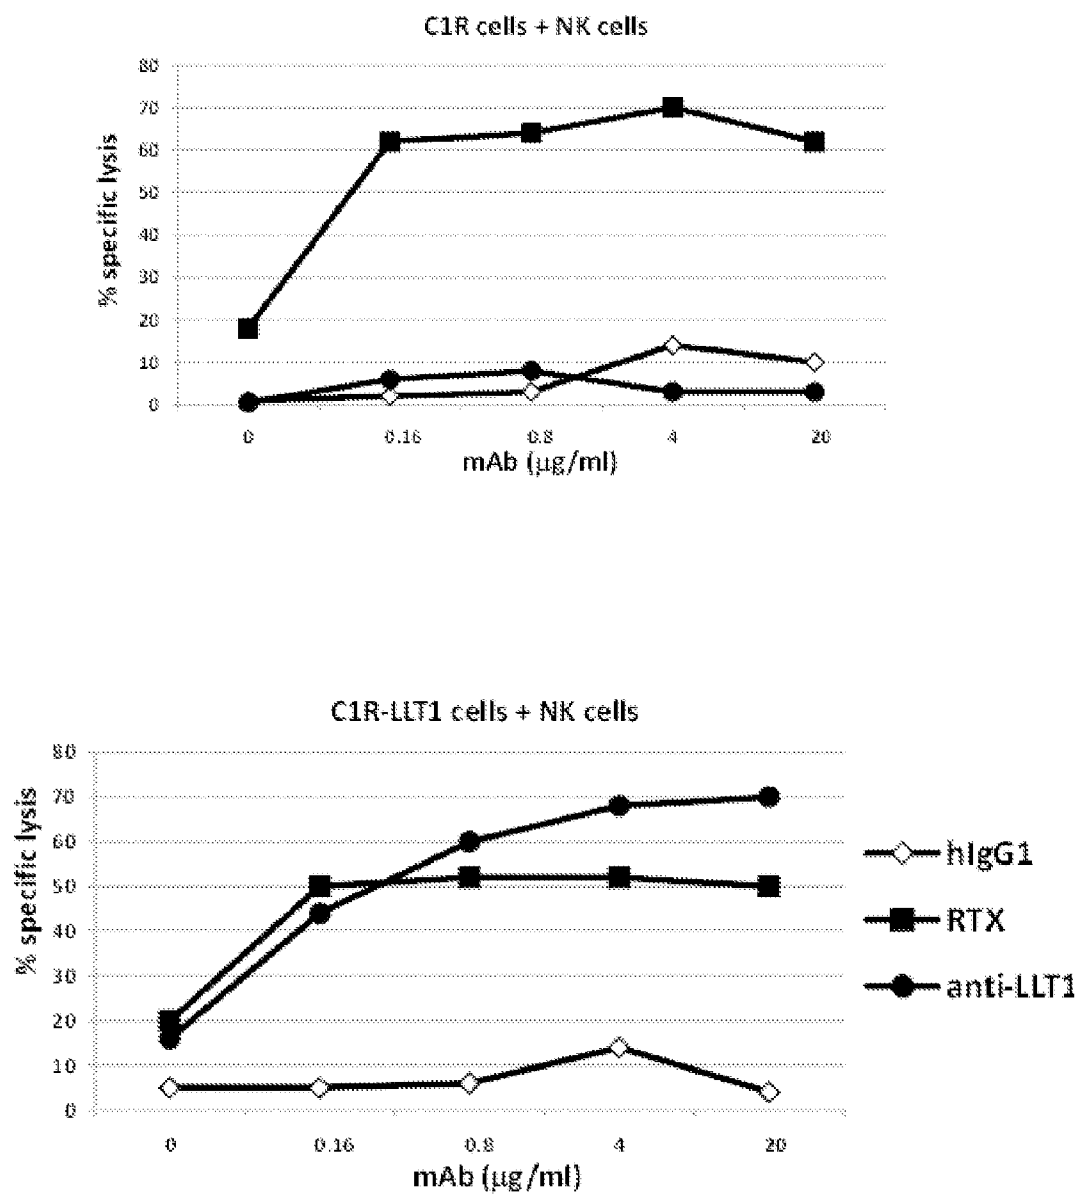 C1R cells + NK cells
% specific lysis
80
70
60
50
40
30
20
10
0
0 0.16 0.8 4 20
mAb (µg/ml)
C1R-LLT1 cells + NK cells
% specific lysis
80
70
60
50
40
30
20
10
0
0 0.16 0.8 4 20
mAb (µg/ml)
hIgG1
RTX
anti-LLT1